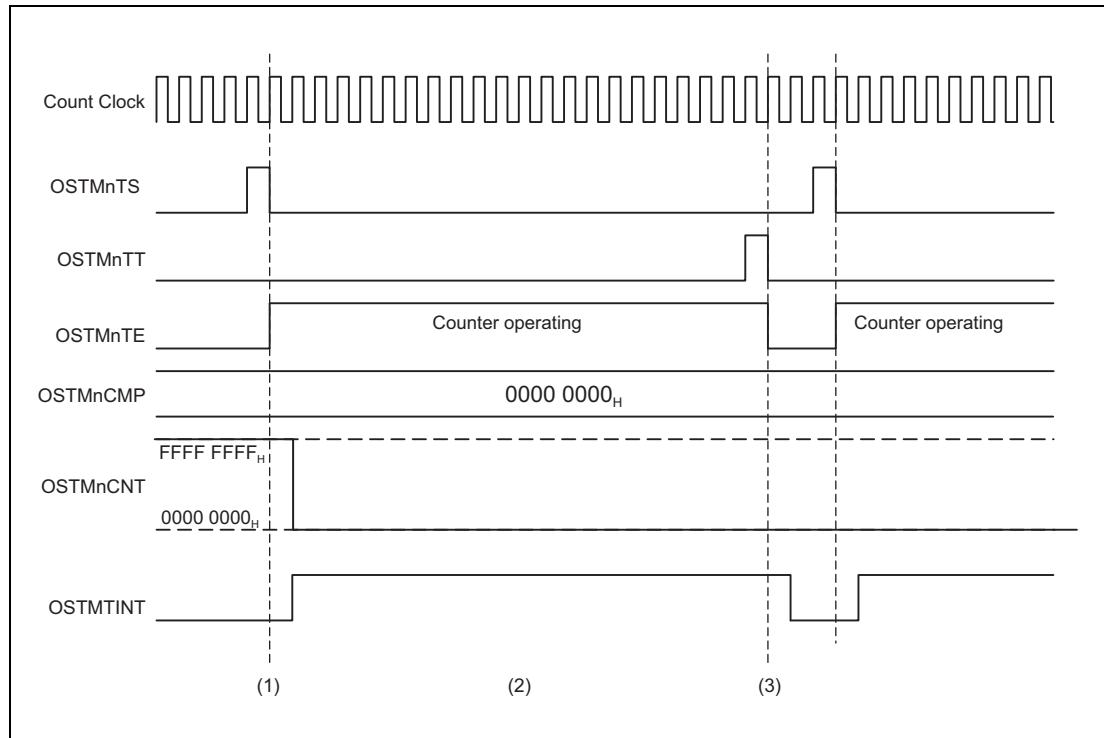 Count Clock
OSTMnTS
OSTMnTT
OSTMnTE
Counter operating
Counter operating
OSTMnCMP
0000 0000H
FFFF FFFFH
OSTMnCNT
0000 0000H
OSTMTINT
(1)
(2)
(3)